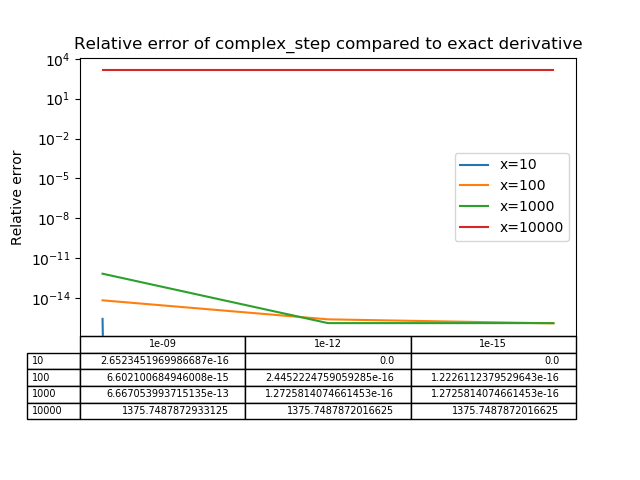 Relative error of complex_step compared to exact derivative
10^4
10^1
10^-2
10^-5
10^-8
10^-11
10^-14
Relative error
x=10
x=100
x=1000
x=10000
1e-09 1e-12 1e-15
10 2.6523451969986687e-16 0.0 0.0
100 6.602100684946008e-15 2.4452224759059285e-16 1.2226112379529643e-16
1000 6.667053993715135e-13 1.2725814074661453e-16 1.2725814074661453e-16
10000 1375.7487872933125 1375.7487872016625 1375.7487872016625